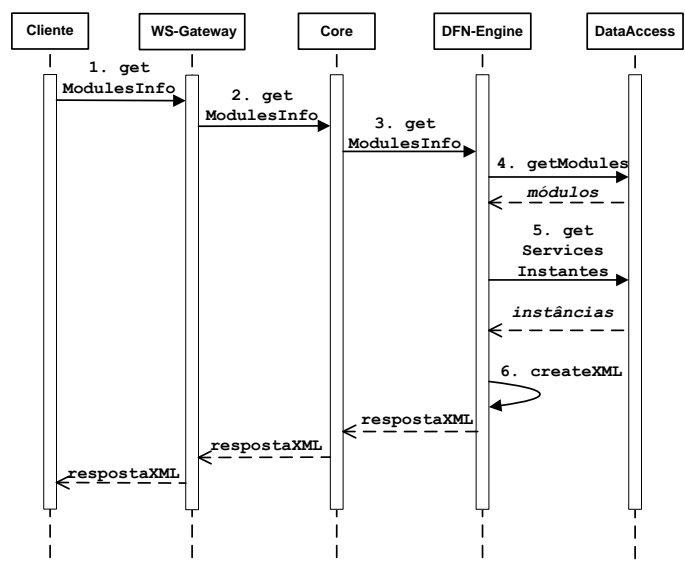 Cliente
WS-Gateway
Core
DFN-Engine
DataAccess
1. get
ModulesInfo
2. get
ModulesInfo
3. get
ModulesInfo
4. getModules
módulos
5. get
Services
Instantes
instâncias
6. createXML
respostaXML
respostaXML
respostaXML